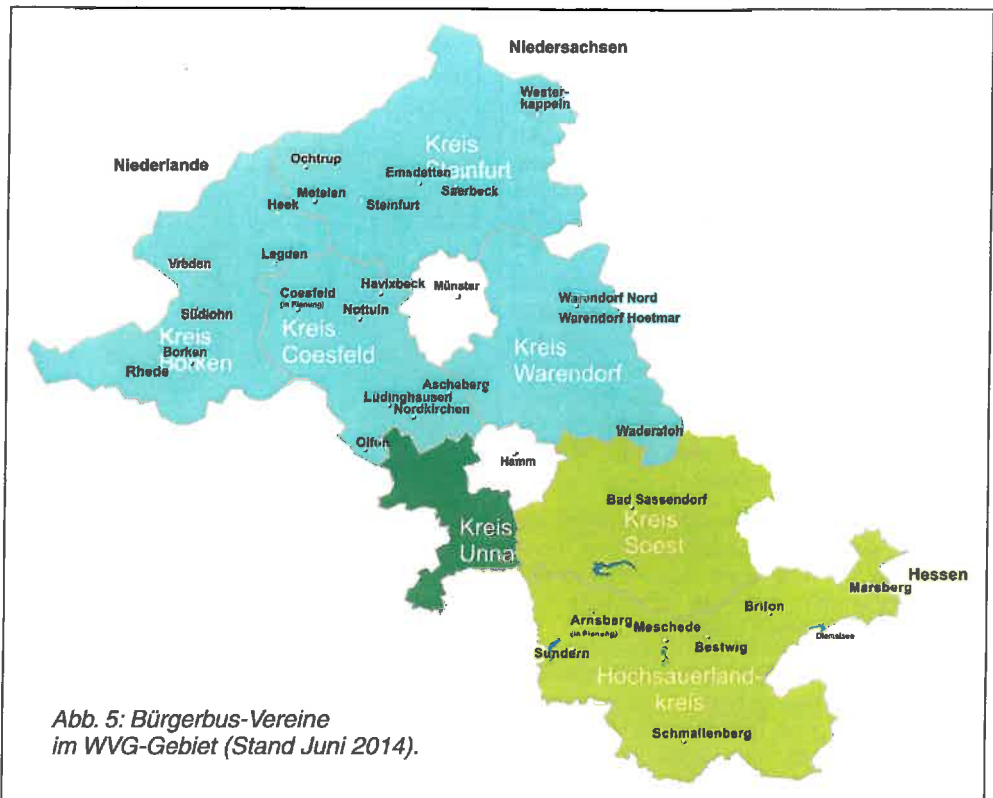 Niedersachsen
Wester-
kappeln
Kreis
Steinfurt
Niederlande
Ochtrup
Emsdetten
Saerbeck
Metelen
Heek
Steinfurt
Legden
Vreden
Havixbeck
Münster
Coesfeld
(in Planung)
Nottuln
Warendorf Nord
Warendorf Hoetmar
Südlohn
Kreis
Borken
Kreis
Coesfeld
Kreis
Warendorf
Borken
Rhede
Ascheberg
Lüdinghausen
Nordkirchen
Olfen
Wadersloh
Hamm
Bad Sassendorf
Kreis
Unna
Kreis
Soest
Hessen
Marsberg
Brilon
Arnsberg
(in Planung)
Meschede
Diemelsee
Bestwig
Sundern
Hochsauerland-
kreis
Schmallenberg
Abb. 5: Bürgerbus-Vereine
im WVG-Gebiet (Stand Juni 2014).